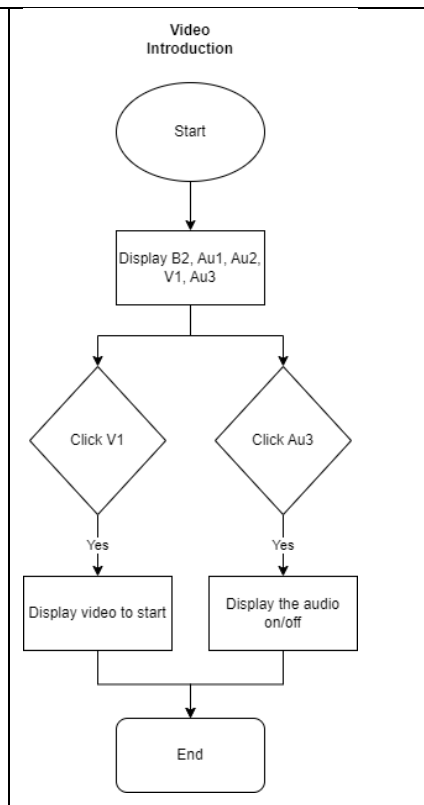 Video
Introduction
Start
Display B2, Au1, Au2,
V1, Au3
Click V1
Click Au3
Yes
Yes
Display video to start
Display the audio
on/off
End